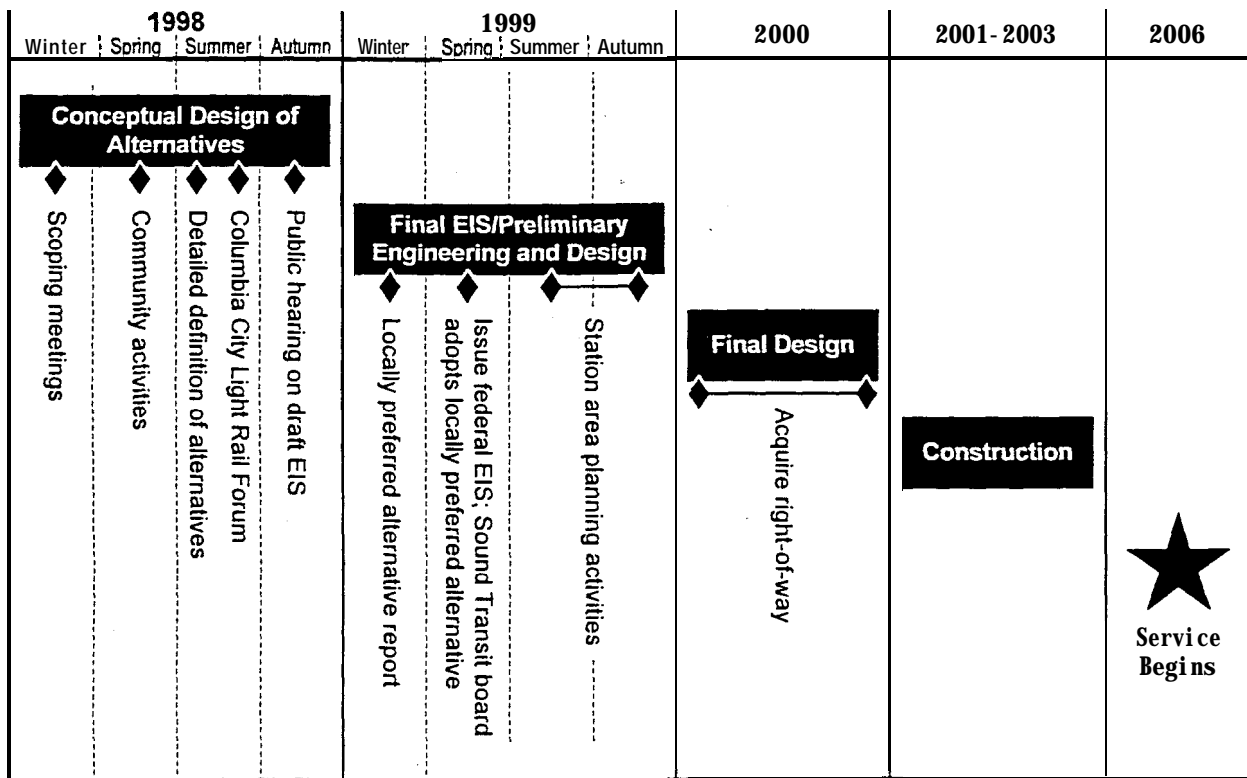 1998
Winter Spring Summer Autumn
1999
Winter Spring Summer Autumn
2000
2001-2003
2006
Conceptual Design of
Alternatives
Scoping meetings
Community activities
Detailed definition of alternatives
Columbia City Light Rail Forum
Public hearing on draft EIS
Final EIS/Preliminary
Engineering and Design
Locally preferred alternative report
Issue federal EIS; Sound Transit board
adopts locally preferred alternative
Station area planning activities
Final Design
Acquire right-of-way
Construction
Service
Begins